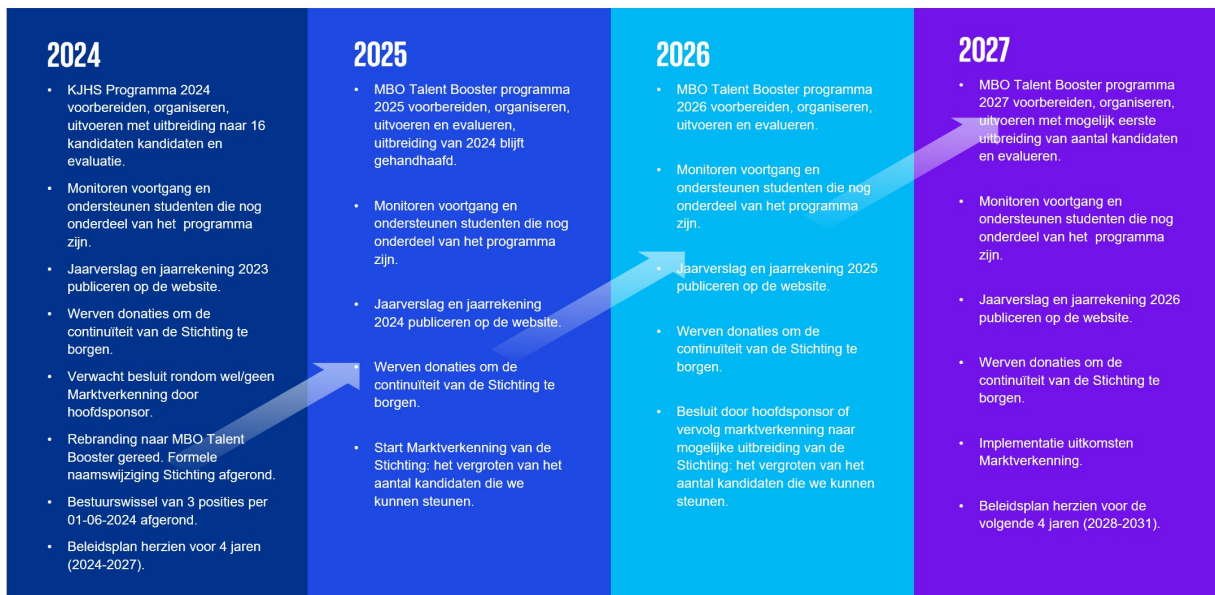 2024
• KJHS Programma 2024
voorbereiden, organiseren,
uitvoeren met uitbreiding naar 16
kandidaten kandidaten en
evaluatie.
• Monitoren voortgang en
ondersteunen studenten die nog
onderdeel van het programma
zijn.
• Jaarverslag en jaarrekening 2023
publiceren op de website.
• Werven donaties om de
continuïteit van de Stichting te
borgen.
• Verwacht besluit rondom wel/geen
Marktverkenning door
hoofdsponsor.
• Rebranding naar MBO Talent
Booster gereed. Formele
naamswijziging Stichting afgerond.
• Bestuurswissel van 3 posities per
01-06-2024 afgerond.
• Beleidsplan herzien voor 4 jaren
(2024-2027).
2025
• MBO Talent Booster programma
2025 voorbereiden, organiseren,
uitvoeren en evalueren,
uitbreiding van 2024 blijft
gehandhaafd.
• Monitoren voortgang en
ondersteunen studenten die nog
onderdeel van het programma
zijn.
• Jaarverslag en jaarrekening
2024 publiceren op de website.
• Werven donaties om de
continuïteit van de Stichting te
borgen.
• Start Marktverkenning van de
Stichting: het vergroten van het
aantal kandidaten die we
kunnen steunen.
2026
• MBO Talent Booster programma
2026 voorbereiden, organiseren,
uitvoeren en evalueren.
• Monitoren voortgang en
ondersteunen studenten die nog
onderdeel van het programma
zijn.
• Jaarverslag en jaarrekening 2025
publiceren op de website.
• Werven donaties om de
continuïteit van de Stichting te
borgen.
• Besluit door hoofdsponsor of
vervolg marktverkenning naar
mogelijke uitbreiding van de
Stichting: het vergroten van het
aantal kandidaten die we kunnen
steunen.
2027
• MBO Talent Booster programma
2027 voorbereiden, organiseren,
uitvoeren met mogelijk eerste
uitbreiding van aantal kandidaten
en evalueren.
• Monitoren voortgang en
ondersteunen studenten die nog
onderdeel van het programma
zijn.
• Jaarverslag en jaarrekening 2026
publiceren op de website.
• Werven donaties om de
continuïteit van de Stichting te
borgen.
• Implementatie uitkomsten
Marktverkenning.
• Beleidsplan herzien voor de
volgende 4 jaren (2028-2031).